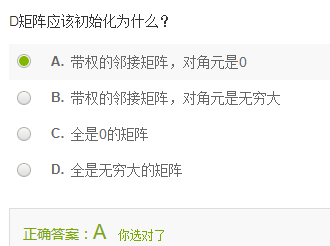 D矩阵应该初始化为什么？
A. 带权的邻接矩阵，对角元是0
B. 带权的邻接矩阵，对角元是无穷大
C. 全是0的矩阵
D. 全是无穷大的矩阵
正确答案：A 你选对了